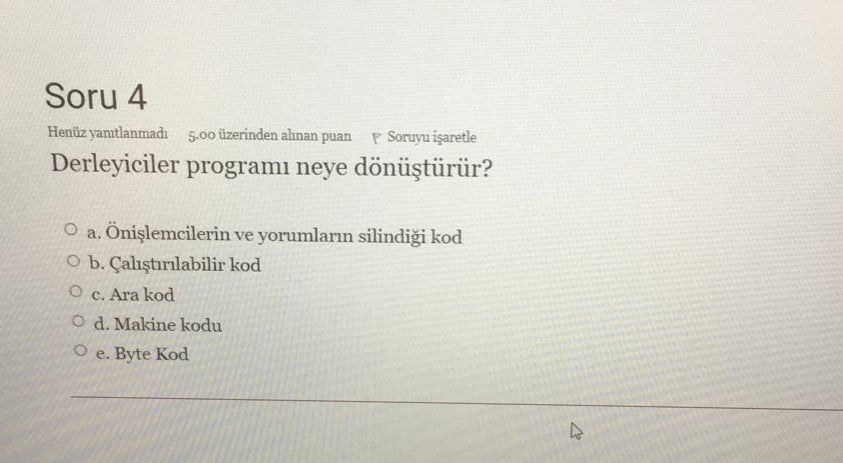 Soru 4
Henüz yanıtlanmadı 5.00 üzerinden alınan puan Soruyu işaretle
Derleyiciler programı neye dönüştürür?
a. Önişlemcilerin ve yorumların silindiği kod
b. Çalıştırılabilir kod
c. Ara kod
d. Makine kodu
e. Byte Kod